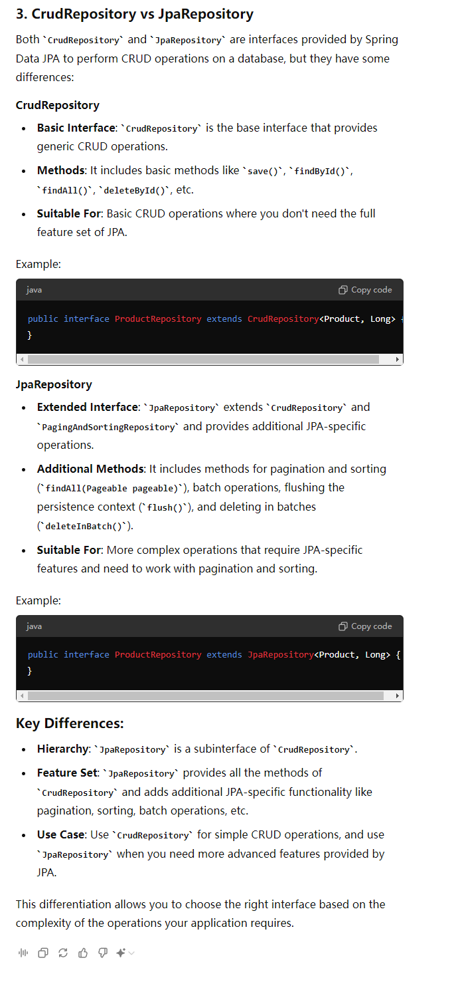 3. CrudRepository vs JpaRepository
Both `CrudRepository` and `JpaRepository` are interfaces provided by Spring
Data JPA to perform CRUD operations on a database, but they have some
differences:
CrudRepository
• Basic Interface: `CrudRepository` is the base interface that provides
generic CRUD operations.
• Methods: It includes basic methods like `save()`, `findById()`,
`findAll()`, `deleteById()`, etc.
• Suitable For: Basic CRUD operations where you don't need the full
feature set of JPA.
Example:
java Copy code
public interface ProductRepository extends CrudRepository<Product, Long> {
}
JpaRepository
• Extended Interface: `JpaRepository` extends `CrudRepository` and
`PagingAndSortingRepository` and provides additional JPA-specific
operations.
• Additional Methods: It includes methods for pagination and sorting
(`findAll(Pageable pageable)`), batch operations, flushing the
persistence context (`flush()`), and deleting in batches
(`deleteInBatch()`).
• Suitable For: More complex operations that require JPA-specific
features and need to work with pagination and sorting.
Example:
java Copy code
public interface ProductRepository extends JpaRepository<Product, Long> {
}
Key Differences:
• Hierarchy: `JpaRepository` is a subinterface of `CrudRepository`.
• Feature Set: `JpaRepository` provides all the methods of
`CrudRepository` and adds additional JPA-specific functionality like
pagination, sorting, batch operations, etc.
• Use Case: Use `CrudRepository` for simple CRUD operations, and use
`JpaRepository` when you need more advanced features provided by
JPA.
This differentiation allows you to choose the right interface based on the
complexity of the operations your application requires.